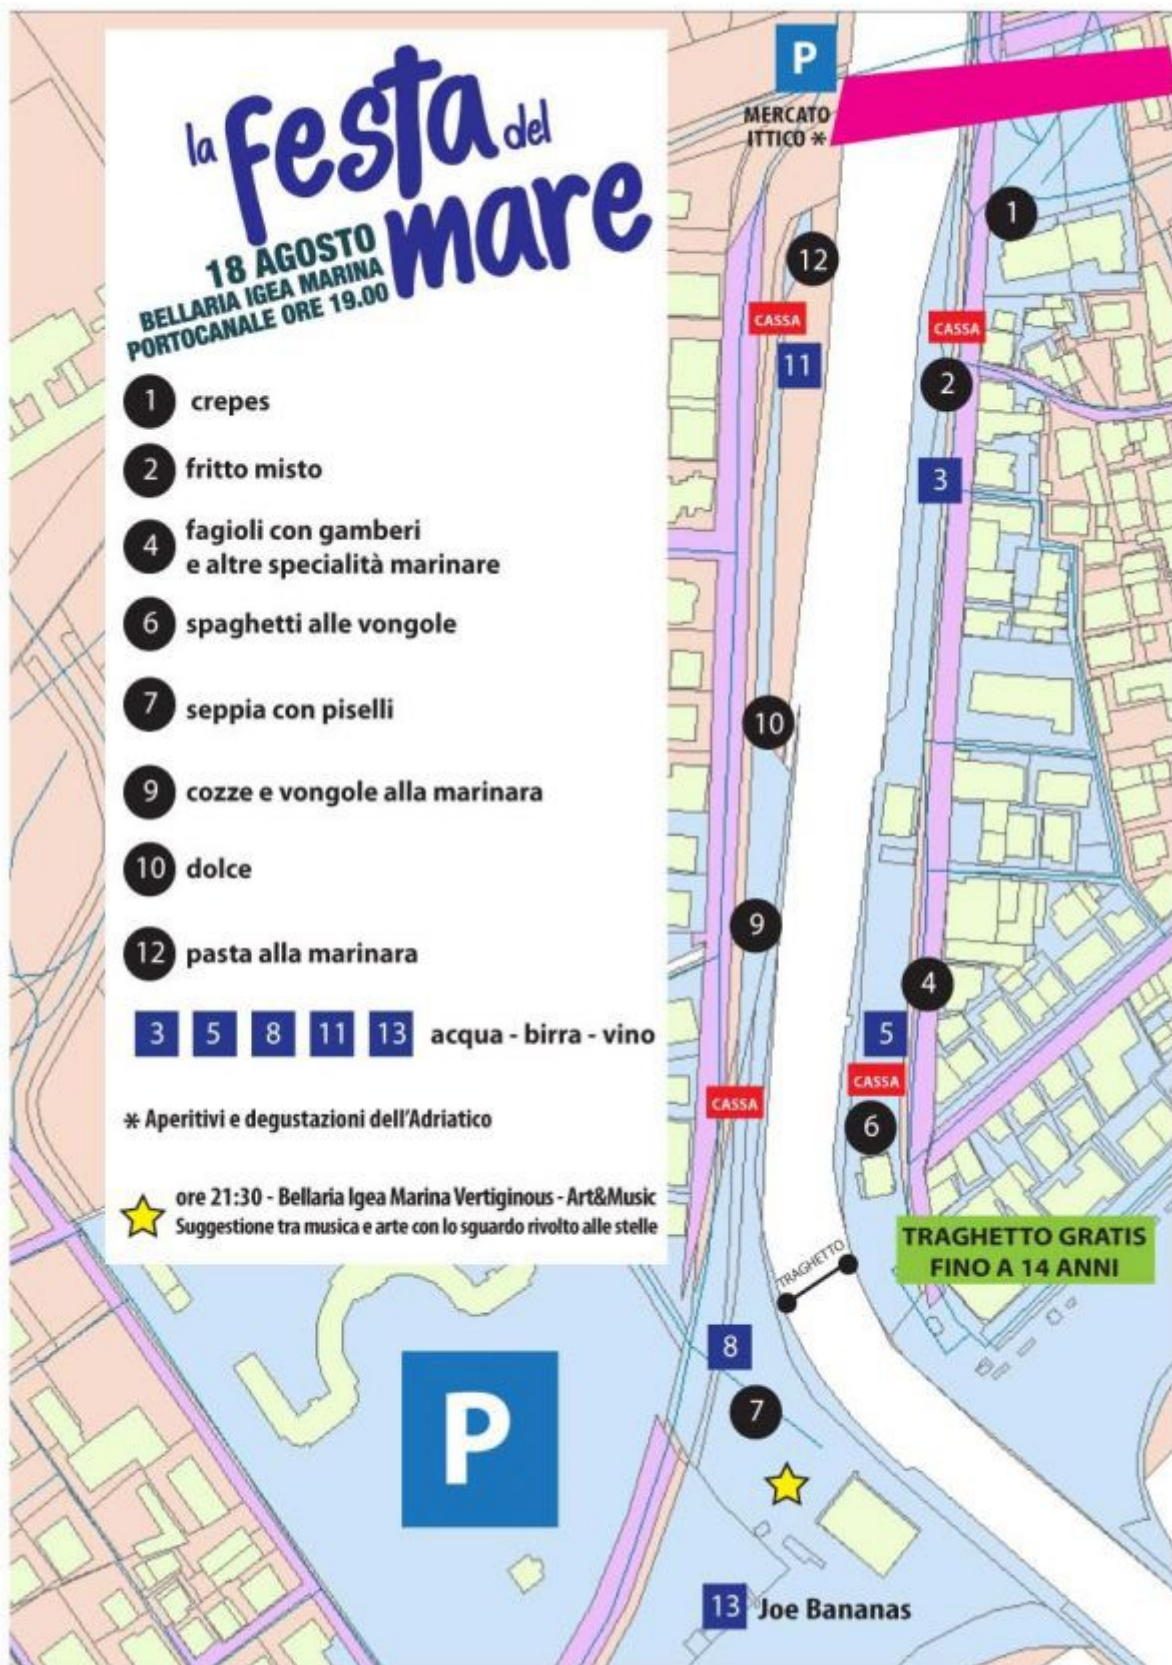 la festa del
mare
18 AGOSTO
BELLARIA IGEA MARINA
PORTOCANALE ORE 19.00
1 crepes
2 fritto misto
4 fagioli con gamberi
e altre specialità marinare
6 spaghetti alle vongole
7 seppia con piselli
9 cozze e vongole alla marinara
10 dolce
12 pasta alla marinara
3 5 8 11 13 acqua - birra - vino
* Aperitivi e degustazioni dell'Adriatico
ore 21:30 - Bellaria Igea Marina Vertiginous - Art&Music
Suggestione tra musica e arte con lo sguardo rivolto alle stelle
P
MERCATO
ITTICO *
1
12
CASSA
CASSA
11
2
3
10
9
4
5
CASSA
CASSA
6
TRAGHETTO GRATIS
FINO A 14 ANNI
TRAGHETTO
8
P
7
13 Joe Bananas